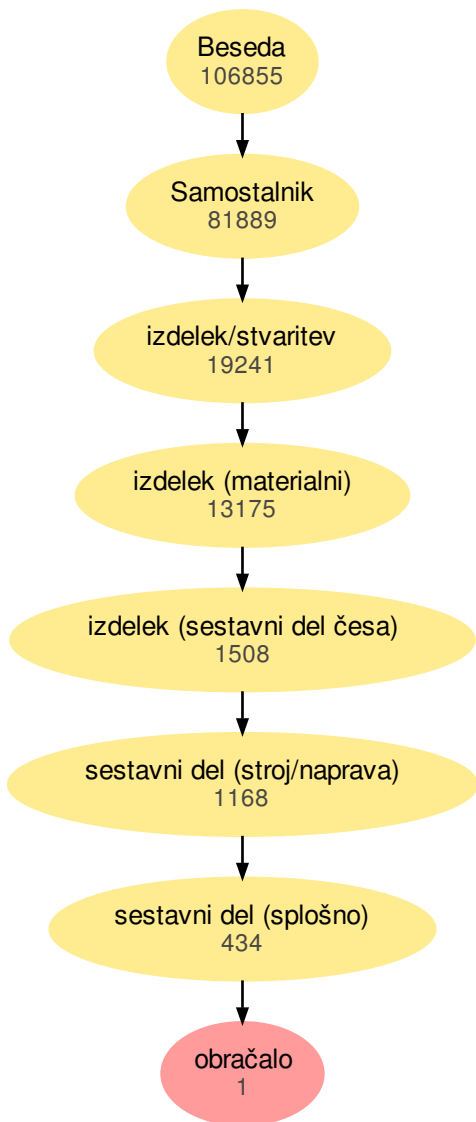 Beseda
106855
Samostalnik
81889
izdelek/stvaritev
19241
izdelek (materialni)
13175
izdelek (sestavni del česa)
1508
sestavni del (stroj/naprava)
1168
sestavni del (splošno)
434
obračalo
1